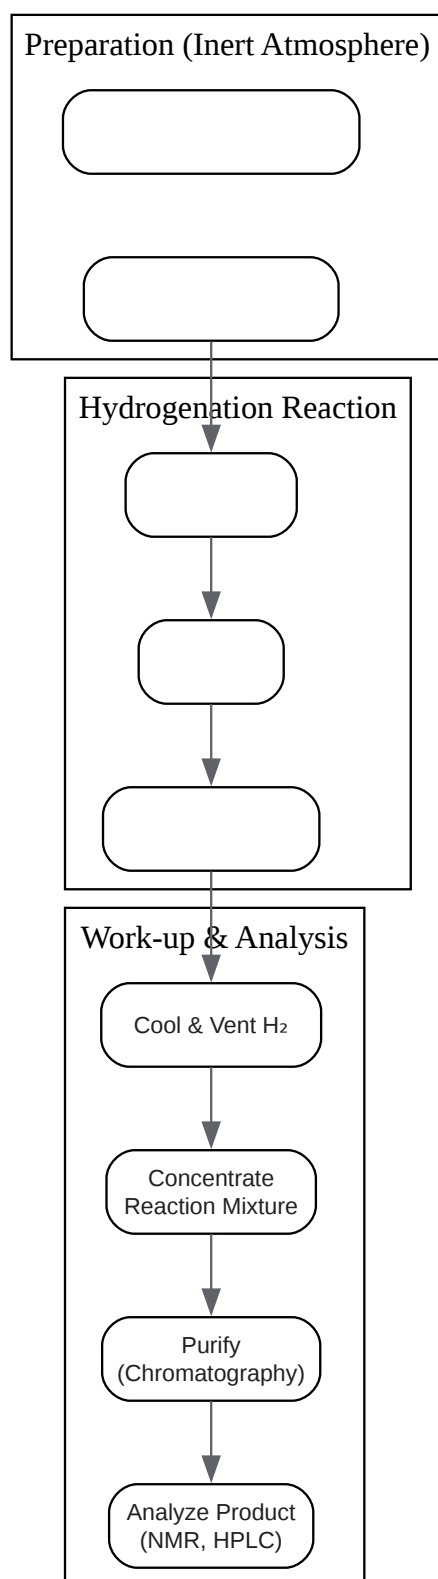 Preparation (Inert Atmosphere)
Hydrogenation Reaction
Work-up & Analysis
Cool & Vent H₂
Concentrate
Reaction Mixture
Purify
(Chromatography)
Analyze Product
(NMR, HPLC)